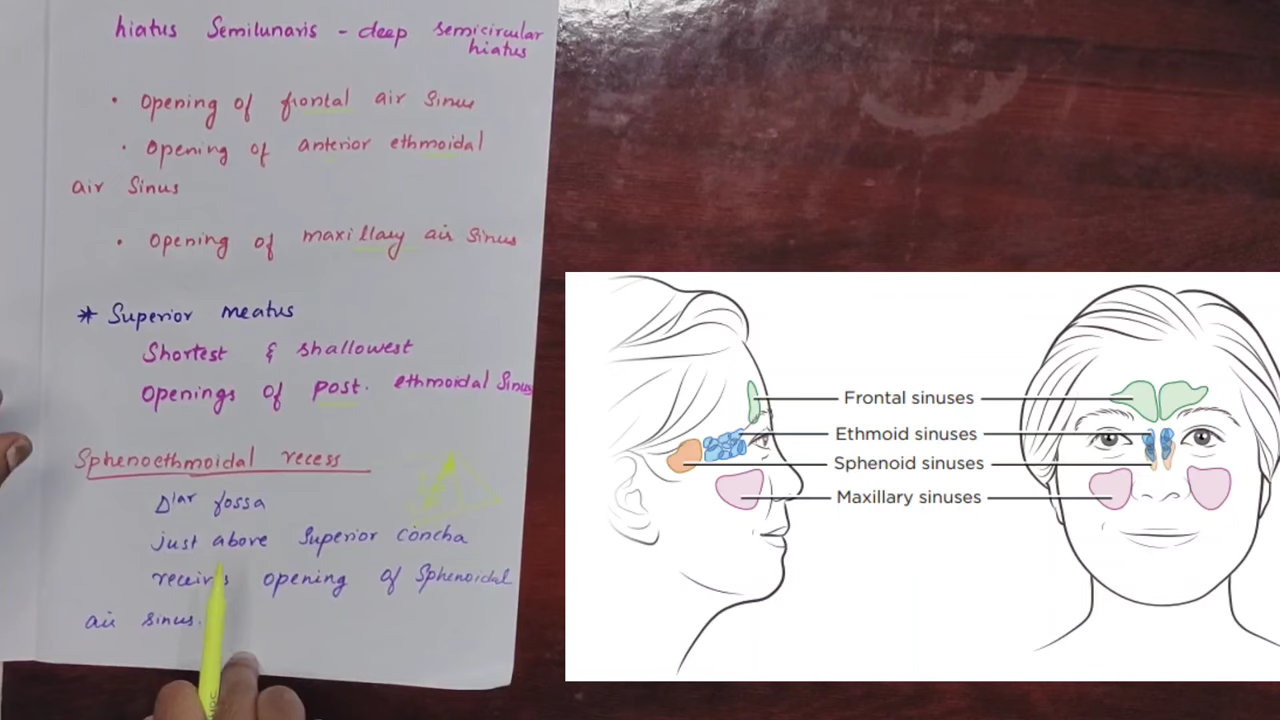 hiatus Semilunaris - deep semicircular
hiatus
• Opening of frontal air Sinus
• Opening of anterior ethmoidal
air Sinus
• Opening of maxillary air Sinus
* Superior meatus
Shortest & shallowest
Openings of post. ethmoidal Sinus
Sphenoethmoidal recess
Δ'ar fossa
just above Superior Concha
receives opening of Sphenoidal
air sinus.
Frontal sinuses
Ethmoid sinuses
Sphenoid sinuses
Maxillary sinuses